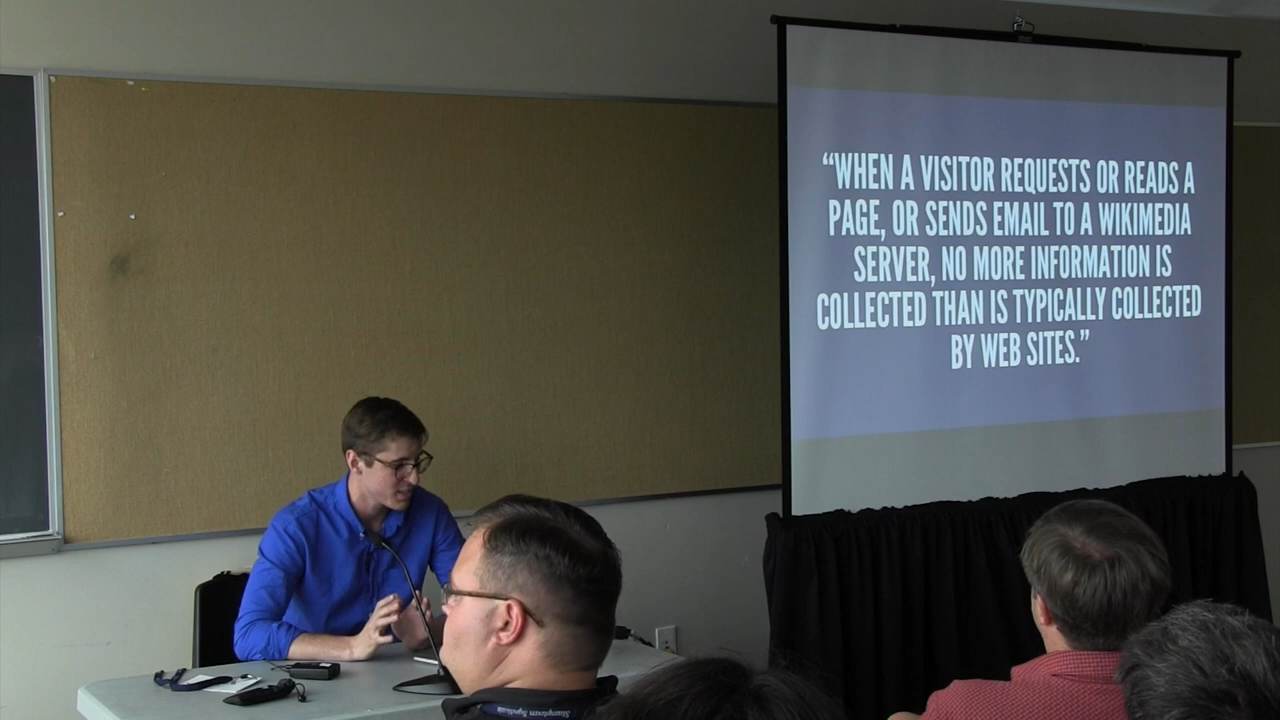 “WHEN A VISITOR REQUESTS OR READS A
PAGE, OR SENDS EMAIL TO A WIKIMEDIA
SERVER, NO MORE INFORMATION IS
COLLECTED THAN IS TYPICALLY COLLECTED
BY WEB SITES.”